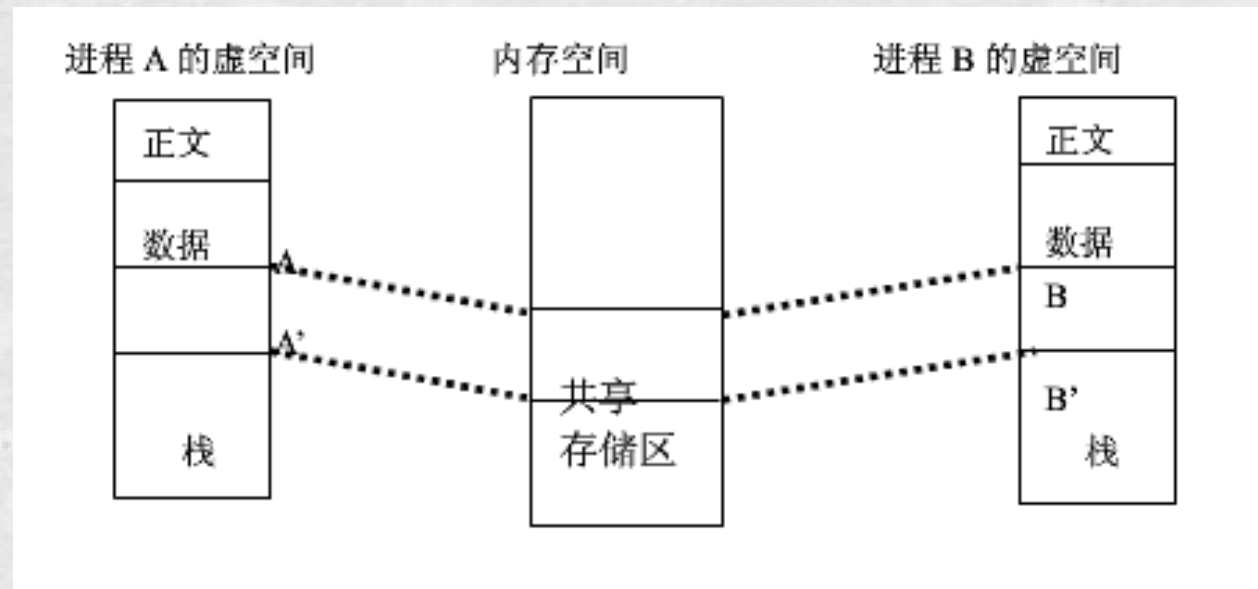 进程 A 的虚空间
内存空间
进程 B 的虚空间
正文
数据
A
A’
栈
共享
存储区
正文
数据
B
B’
栈